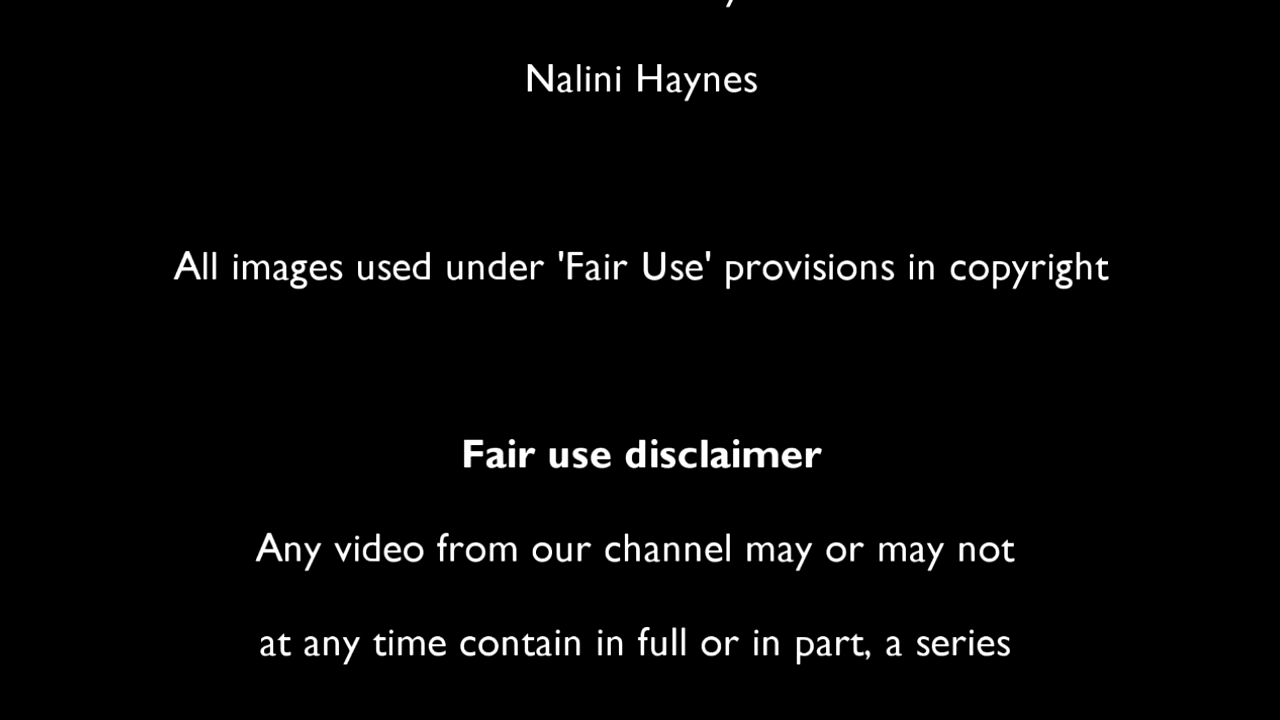 Nalini Haynes
All images used under 'Fair Use' provisions in copyright
Fair use disclaimer
Any video from our channel may or may not
at any time contain in full or in part, a series